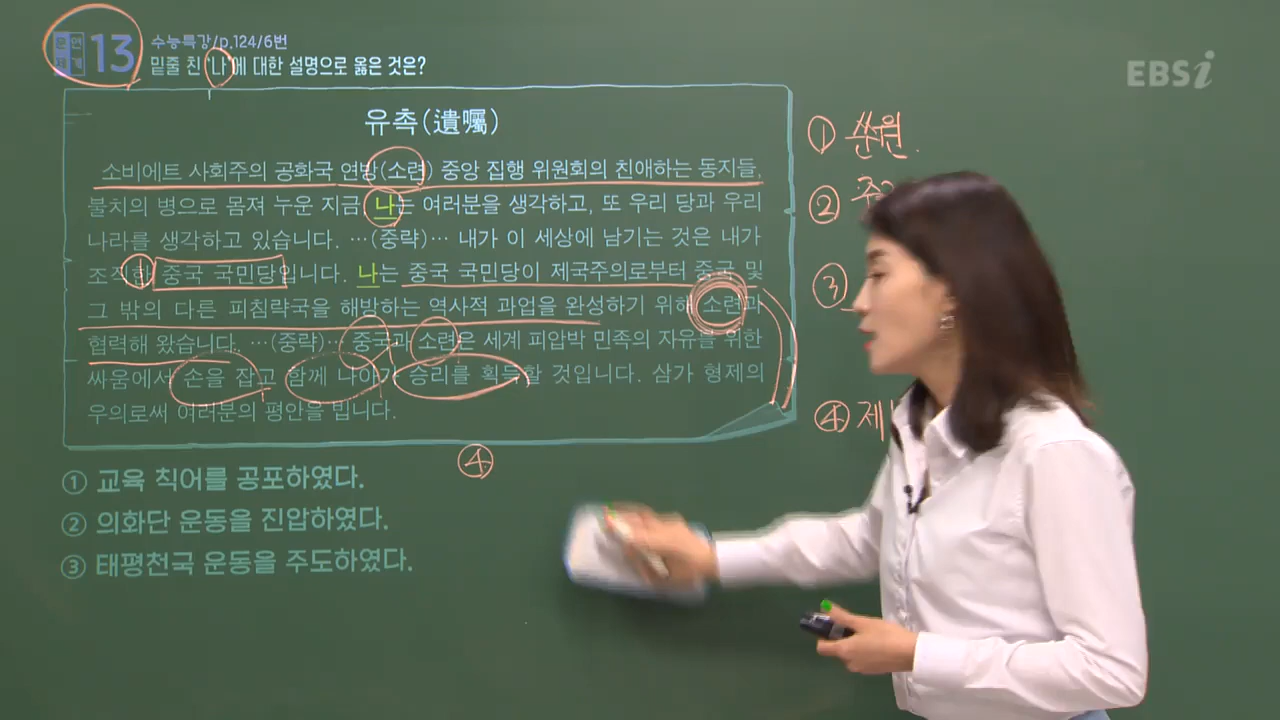 문연제계 13
수능특강/p.124/6번
밑줄 친 '나'에 대한 설명으로 옳은 것은?
EBSi
유촉(遺囑)
소비에트 사회주의 공화국 연방(소련) 중앙 집행 위원회의 친애하는 동지들,
불치의 병으로 몸져 누운 지금 나는 여러분을 생각하고, 또 우리 당과 우리
나라를 생각하고 있습니다. …(중략)… 내가 이 세상에 남기는 것은 내가
조직한 중국 국민당입니다. 나는 중국 국민당이 제국주의로부터 중국 및
그 밖의 다른 피침략국을 해방하는 역사적 과업을 완성하기 위해 소련과
협력해 왔습니다. …(중략)… 중국과 소련은 세계 피압박 민족의 자유를 위한
싸움에서 손을 잡고 함께 나아가 승리를 획득할 것입니다. 삼가 형제의
우의로써 여러분의 평안을 빕니다.
① 교육 칙어를 공포하였다.
② 의화단 운동을 진압하였다.
③ 태평천국 운동을 주도하였다.
①
④
① 쑨원.
②
③
④ 제